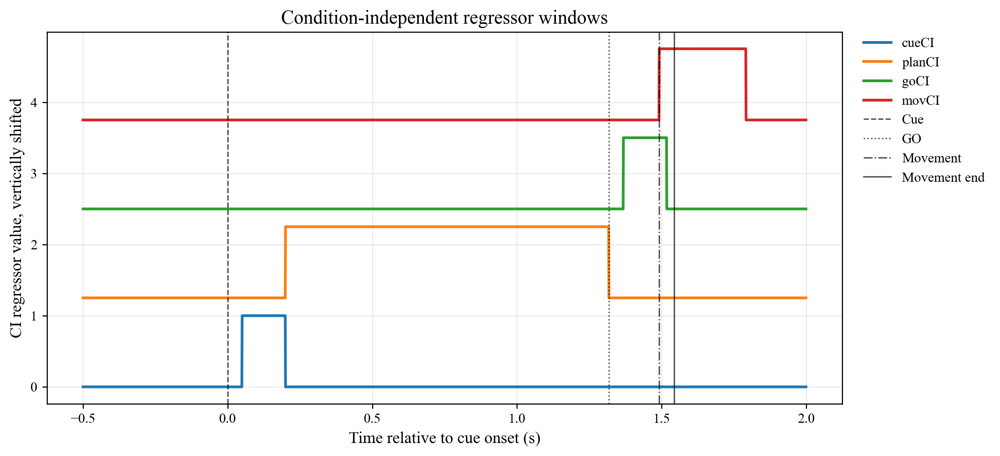 Condition-independent regressor windows
CI regressor value, vertically shifted
4
3
2
1
0
−0.5
0.0
0.5
1.0
1.5
2.0
Time relative to cue onset (s)
cueCI
planCI
goCI
movCI
Cue
GO
Movement
Movement end